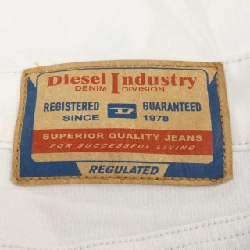 Diesel Industry
DENIM DIVISION
REGISTERED D GUARANTEED
SINCE 1978
SUPERIOR QUALITY JEANS
FOR SUCCESSFUL LIVING
REGULATED